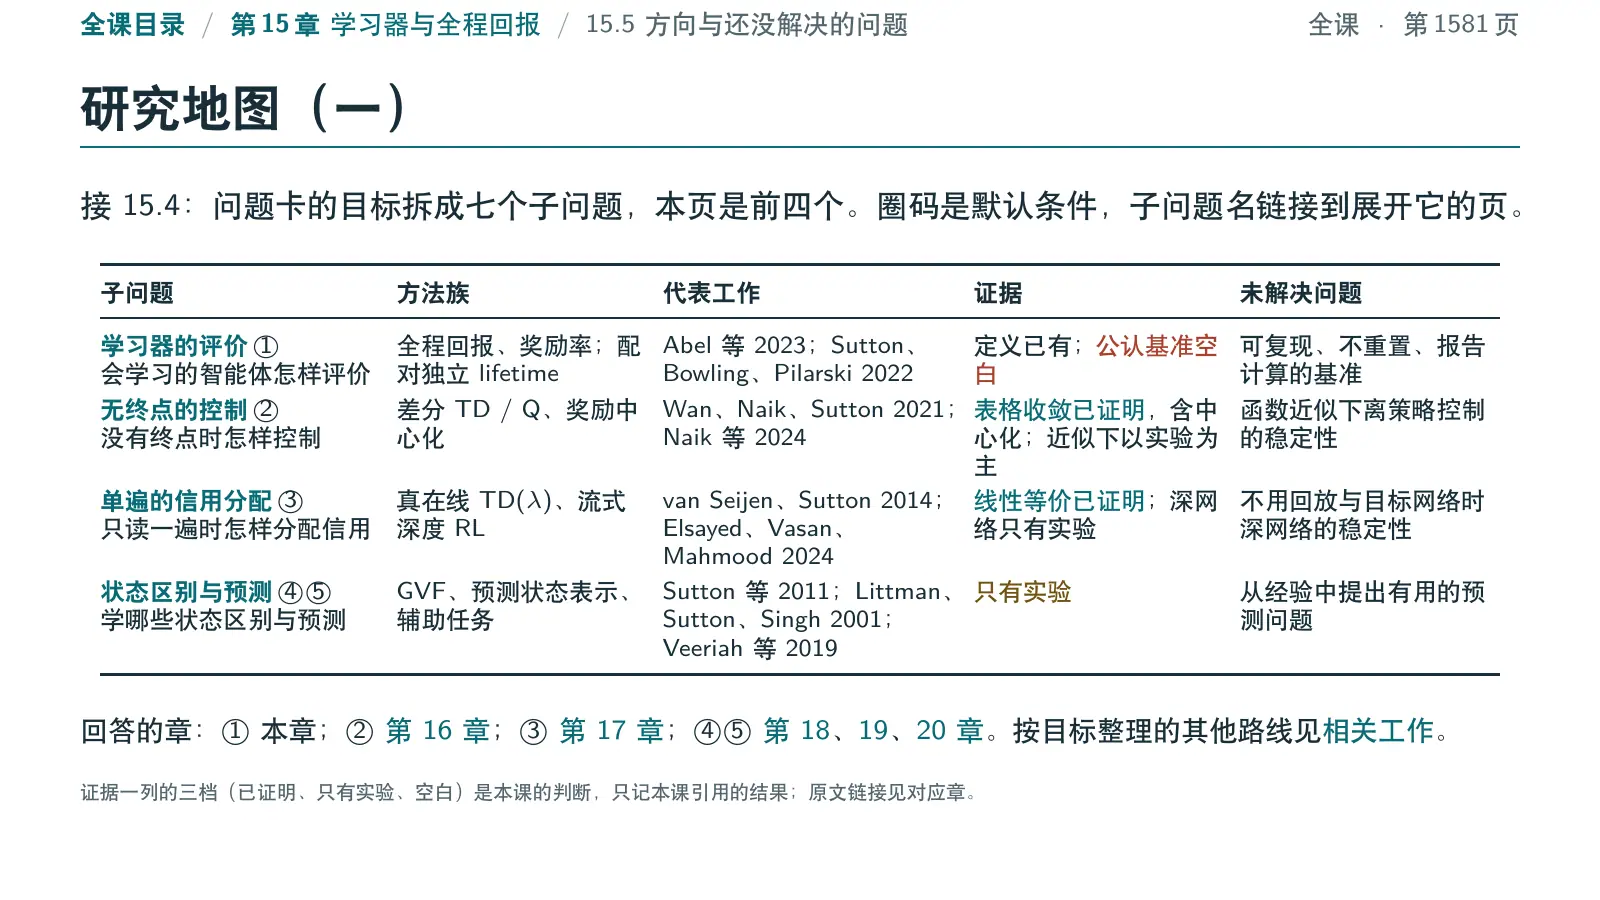 全课目录 / 第 15 章 学习器与全程回报 / 15.5 方向与还没解决的问题
全课 · 第 1581 页
研究地图（一）
接 15.4：问题卡的目标拆成七个子问题，本页是前四个。圈码是默认条件，子问题名链接到展开它的页。
子问题 方法族 代表工作 证据 未解决问题
学习器的评价 ①
会学习的智能体怎样评价
全程回报、奖励率；配
对独立 lifetime
Abel 等 2023；Sutton、
Bowling、Pilarski 2022
定义已有；公认基准空
白
可复现、不重置、报告
计算的基准
无终点的控制 ②
没有终点时怎样控制
差分 TD / Q、奖励中
心化
Wan、Naik、Sutton 2021；
Naik 等 2024
表格收敛已证明，含中
心化；近似下以实验为
主
函数近似下离策略控制
的稳定性
单遍的信用分配 ③
只读一遍时怎样分配信用
真在线 TD(λ)、流式
深度 RL
van Seijen、Sutton 2014；
Elsayed、Vasan、
Mahmood 2024
线性等价已证明；深网
络只有实验
不用回放与目标网络时
深网络的稳定性
状态区别与预测 ④⑤
学哪些状态区别与预测
GVF、预测状态表示、
辅助任务
Sutton 等 2011；Littman、
Sutton、Singh 2001；
Veeriah 等 2019
只有实验
从经验中提出有用的预
测问题
回答的章：① 本章；② 第 16 章；③ 第 17 章；④⑤ 第 18、19、20 章。按目标整理的其他路线见相关工作。
证据一列的三档（已证明、只有实验、空白）是本课的判断，只记本课引用的结果；原文链接见对应章。